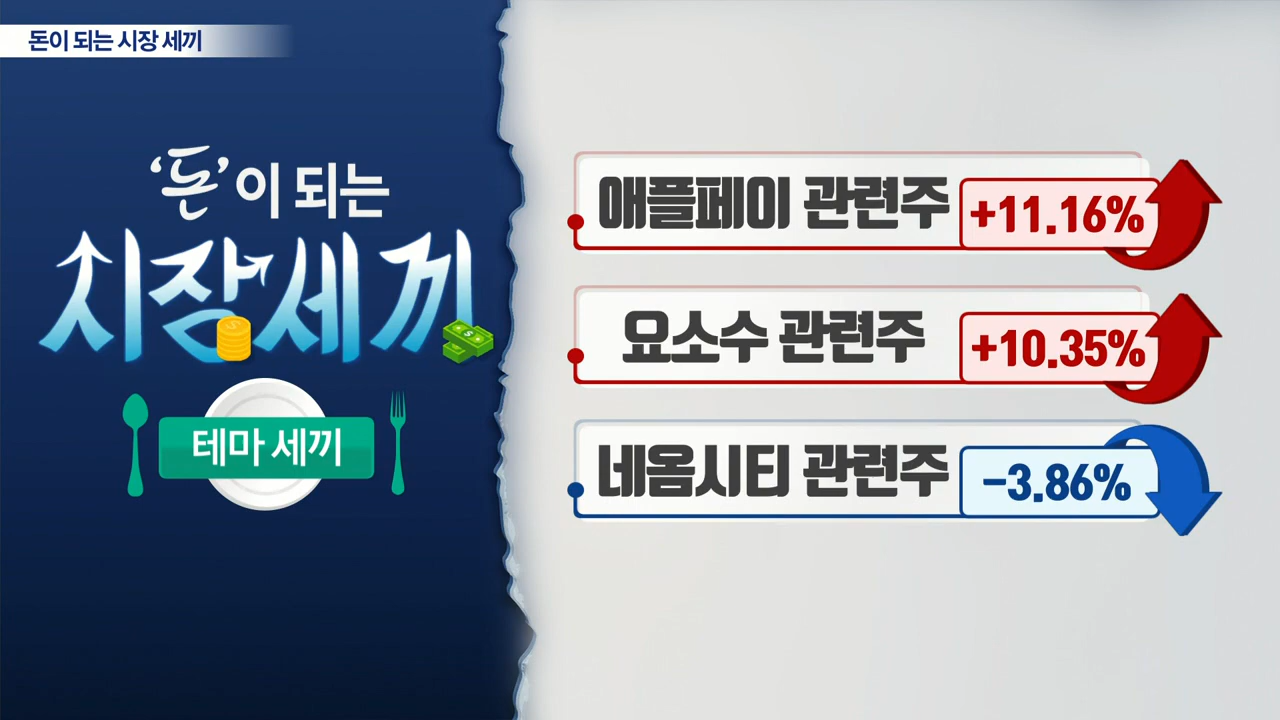 돈이 되는 시장 세끼
‘돈’이 되는
시장세끼
테마 세끼
애플페이 관련주 +11.16%
요소수 관련주 +10.35%
네옴시티 관련주 -3.86%